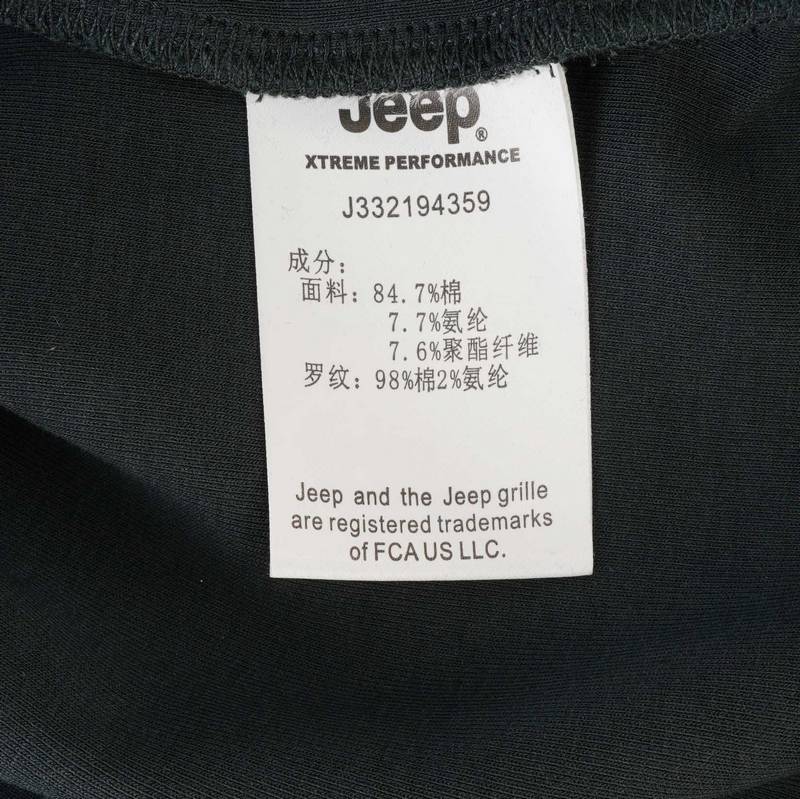 Jeep®
XTREME PERFORMANCE
J332194359
成分：
面料：84.7%棉
7.7%氨纶
7.6%聚酯纤维
罗纹：98%棉2%氨纶
Jeep and the Jeep grille
are registered trademarks
of FCA US LLC.